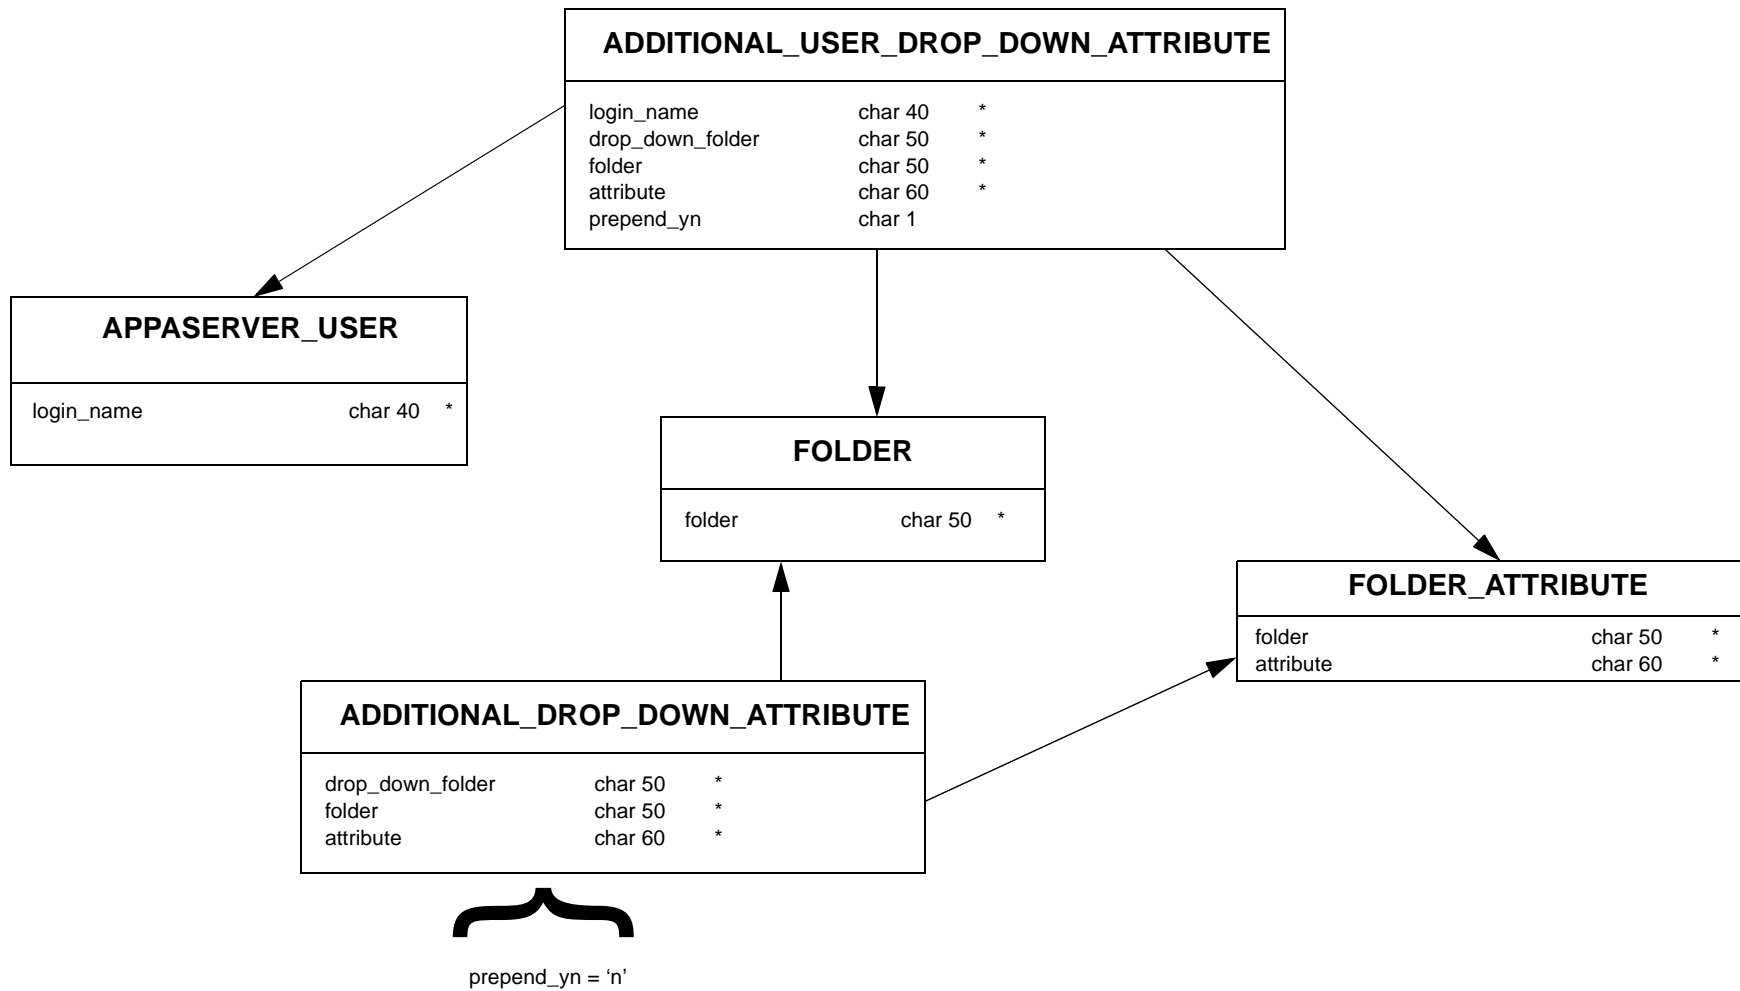 ADDITIONAL_USER_DROP_DOWN_ATTRIBUTE
login_name char 40 *
drop_down_folder char 50 *
folder char 50 *
attribute char 60 *
prepend_yn char 1
APPASERVER_USER
login_name char 40 *
FOLDER
folder char 50 *
FOLDER_ATTRIBUTE
folder char 50 *
attribute char 60 *
ADDITIONAL_DROP_DOWN_ATTRIBUTE
drop_down_folder char 50 *
folder char 50 *
attribute char 60 *
prepend_yn = ‘n’